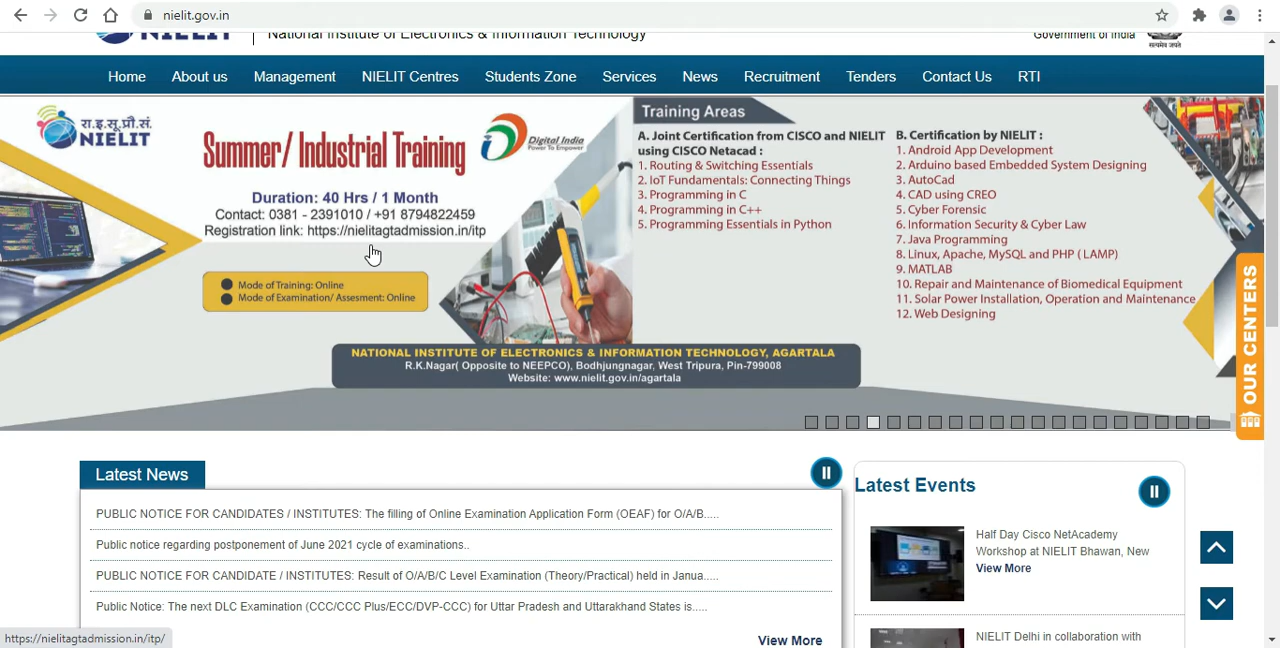 nielit.gov.in
NIELIT
National Institute of Electronics & Information Technology
Government of India
सत्यमेव जयते
Home About us Management NIELIT Centres Students Zone Services News Recruitment Tenders Contact Us RTI
रा.इ.सू.प्रौ.सं.
NIELIT
Summer/ Industrial Training
Digital India
Power To Empower
Duration: 40 Hrs / 1 Month
Contact: 0381 - 2391010 / +91 8794822459
Registration link: https://nielitagtadmission.in/itp
Mode of Training: Online
Mode of Examination/ Assesment: Online
Training Areas
A. Joint Certification from CISCO and NIELIT
using CISCO Netacad :
1. Routing & Switching Essentials
2. IoT Fundamentals: Connecting Things
3. Programming in C
4. Programming in C++
5. Programming Essentials in Python
B. Certification by NIELIT :
1. Android App Development
2. Arduino based Embedded System Designing
3. AutoCad
4. CAD using CREO
5. Cyber Forensic
6. Information Security & Cyber Law
7. Java Programming
8. Linux, Apache, MySQL and PHP ( LAMP)
9. MATLAB
10. Repair and Maintenance of Biomedical Equipment
11. Solar Power Installation, Operation and Maintenance
12. Web Designing
NATIONAL INSTITUTE OF ELECTRONICS & INFORMATION TECHNOLOGY, AGARTALA
R.K.Nagar( Opposite to NEEPCO), Bodhjungnagar, West Tripura, Pin-799008
Website: www.nielit.gov.in/agartala
OUR CENTERS
Latest News
PUBLIC NOTICE FOR CANDIDATES / INSTITUTES: The filling of Online Examination Application Form (OEAF) for O/A/B.....
Public notice regarding postponement of June 2021 cycle of examinations..
PUBLIC NOTICE FOR CANDIDATE / INSTITUTES: Result of O/A/B/C Level Examination (Theory/Practical) held in Janua.....
Public Notice: The next DLC Examination (CCC/CCC Plus/ECC/DVP-CCC) for Uttar Pradesh and Uttarakhand States is.....
View More
Latest Events
Half Day Cisco NetAcademy
Workshop at NIELIT Bhawan, New
View More
NIELIT Delhi in collaboration with
https://nielitagtadmission.in/itp/